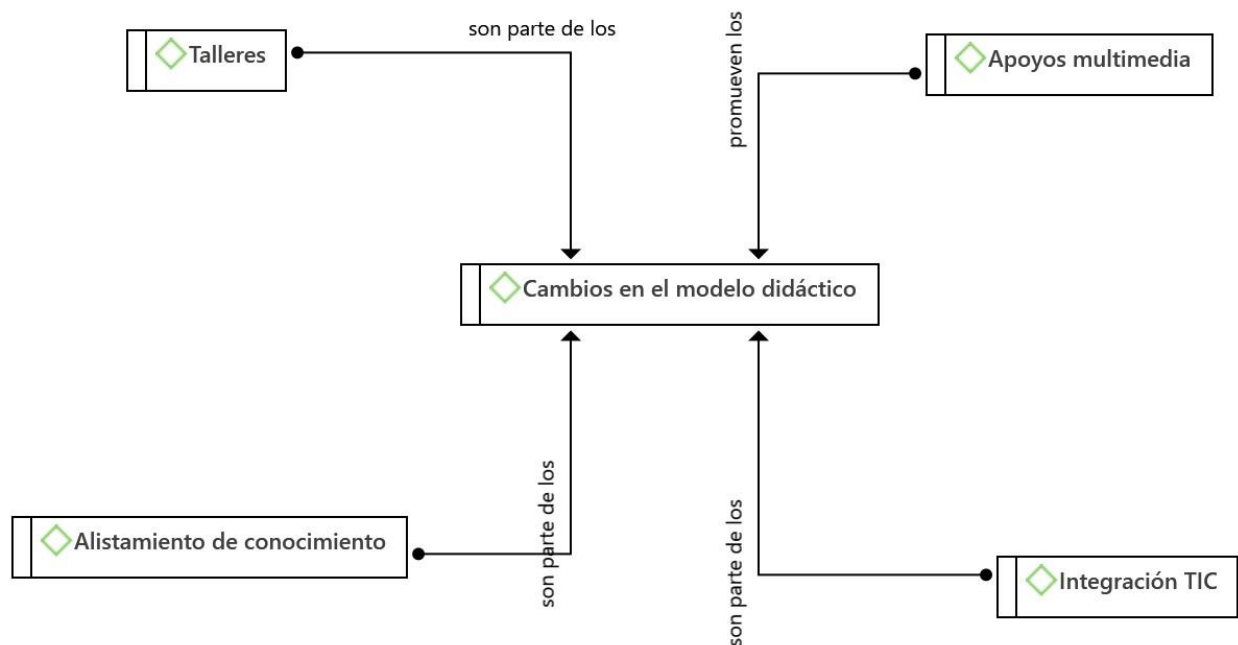 son parte de los
Talleres
promueven los
Apoyos multimedia
Cambios en el modelo didáctico
Alistamiento de conocimiento
son parte de los
son parte de los
Integración TIC